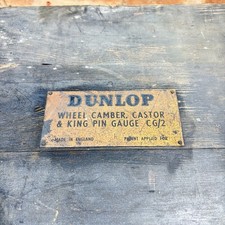 DUNLOP
WHEEL CAMBER, CASTOR
& KING PIN GAUGE CG/2
MADE IN ENGLAND PATENT APPLIED FOR